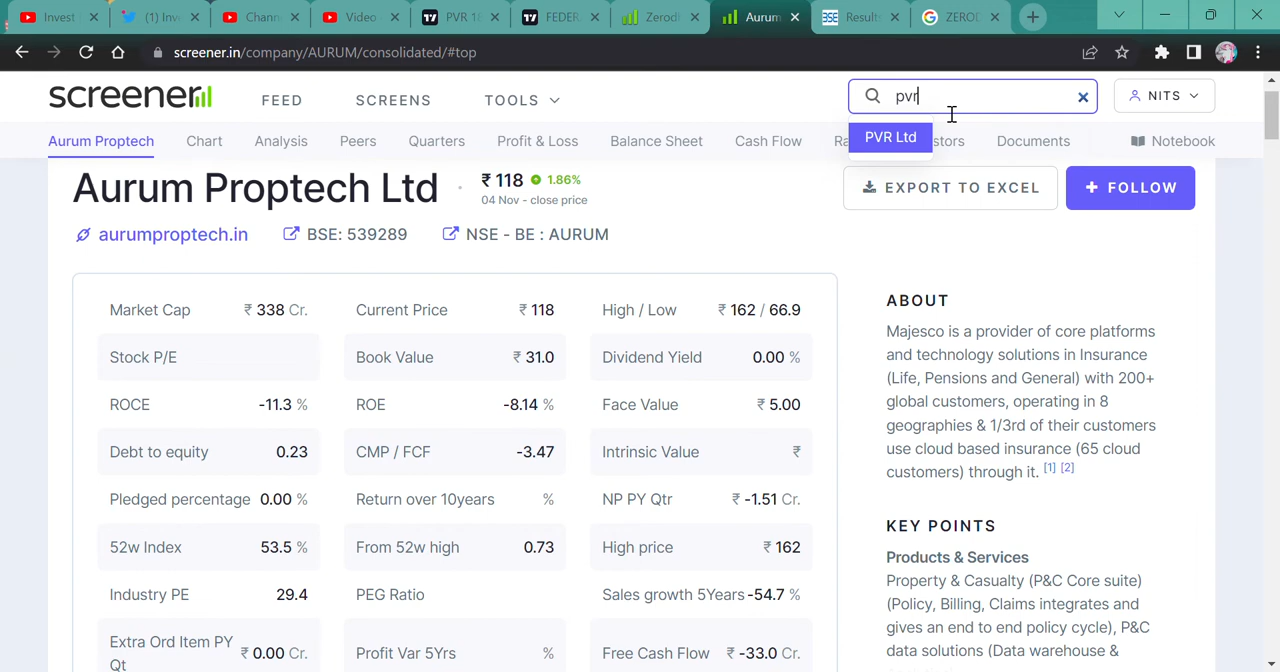 Invest
(1) Inv
Chann
Video
PVR 1
FEDER
Zerodl
Aurum
Results
ZEROD
screener.in/company/AURUM/consolidated/#top
screener
FEED
SCREENS
TOOLS
pvr
NITS
PVR Ltd
Aurum Proptech
Chart
Analysis
Peers
Quarters
Profit & Loss
Balance Sheet
Cash Flow
Ra
stors
Documents
Notebook
Aurum Proptech Ltd
₹ 118 1.86%
04 Nov - close price
EXPORT TO EXCEL
+ FOLLOW
aurumproptech.in
BSE: 539289
NSE - BE : AURUM
Market Cap ₹ 338 Cr.
Current Price ₹ 118
High / Low ₹ 162 / 66.9
Stock P/E
Book Value ₹ 31.0
Dividend Yield 0.00 %
ROCE -11.3 %
ROE -8.14 %
Face Value ₹ 5.00
Debt to equity 0.23
CMP / FCF -3.47
Intrinsic Value ₹
Pledged percentage 0.00 %
Return over 10years %
NP PY Qtr ₹ -1.51 Cr.
52w Index 53.5 %
From 52w high 0.73
High price ₹ 162
Industry PE 29.4
PEG Ratio
Sales growth 5Years -54.7 %
Extra Ord Item PY
Qt ₹ 0.00 Cr.
Profit Var 5Yrs %
Free Cash Flow ₹ -33.0 Cr.
ABOUT
Majesco is a provider of core platforms
and technology solutions in Insurance
(Life, Pensions and General) with 200+
global customers, operating in 8
geographies & 1/3rd of their customers
use cloud based insurance (65 cloud
customers) through it. [1] [2]
KEY POINTS
Products & Services
Property & Casualty (P&C Core suite)
(Policy, Billing, Claims integrates and
gives an end to end policy cycle), P&C
data solutions (Data warehouse &